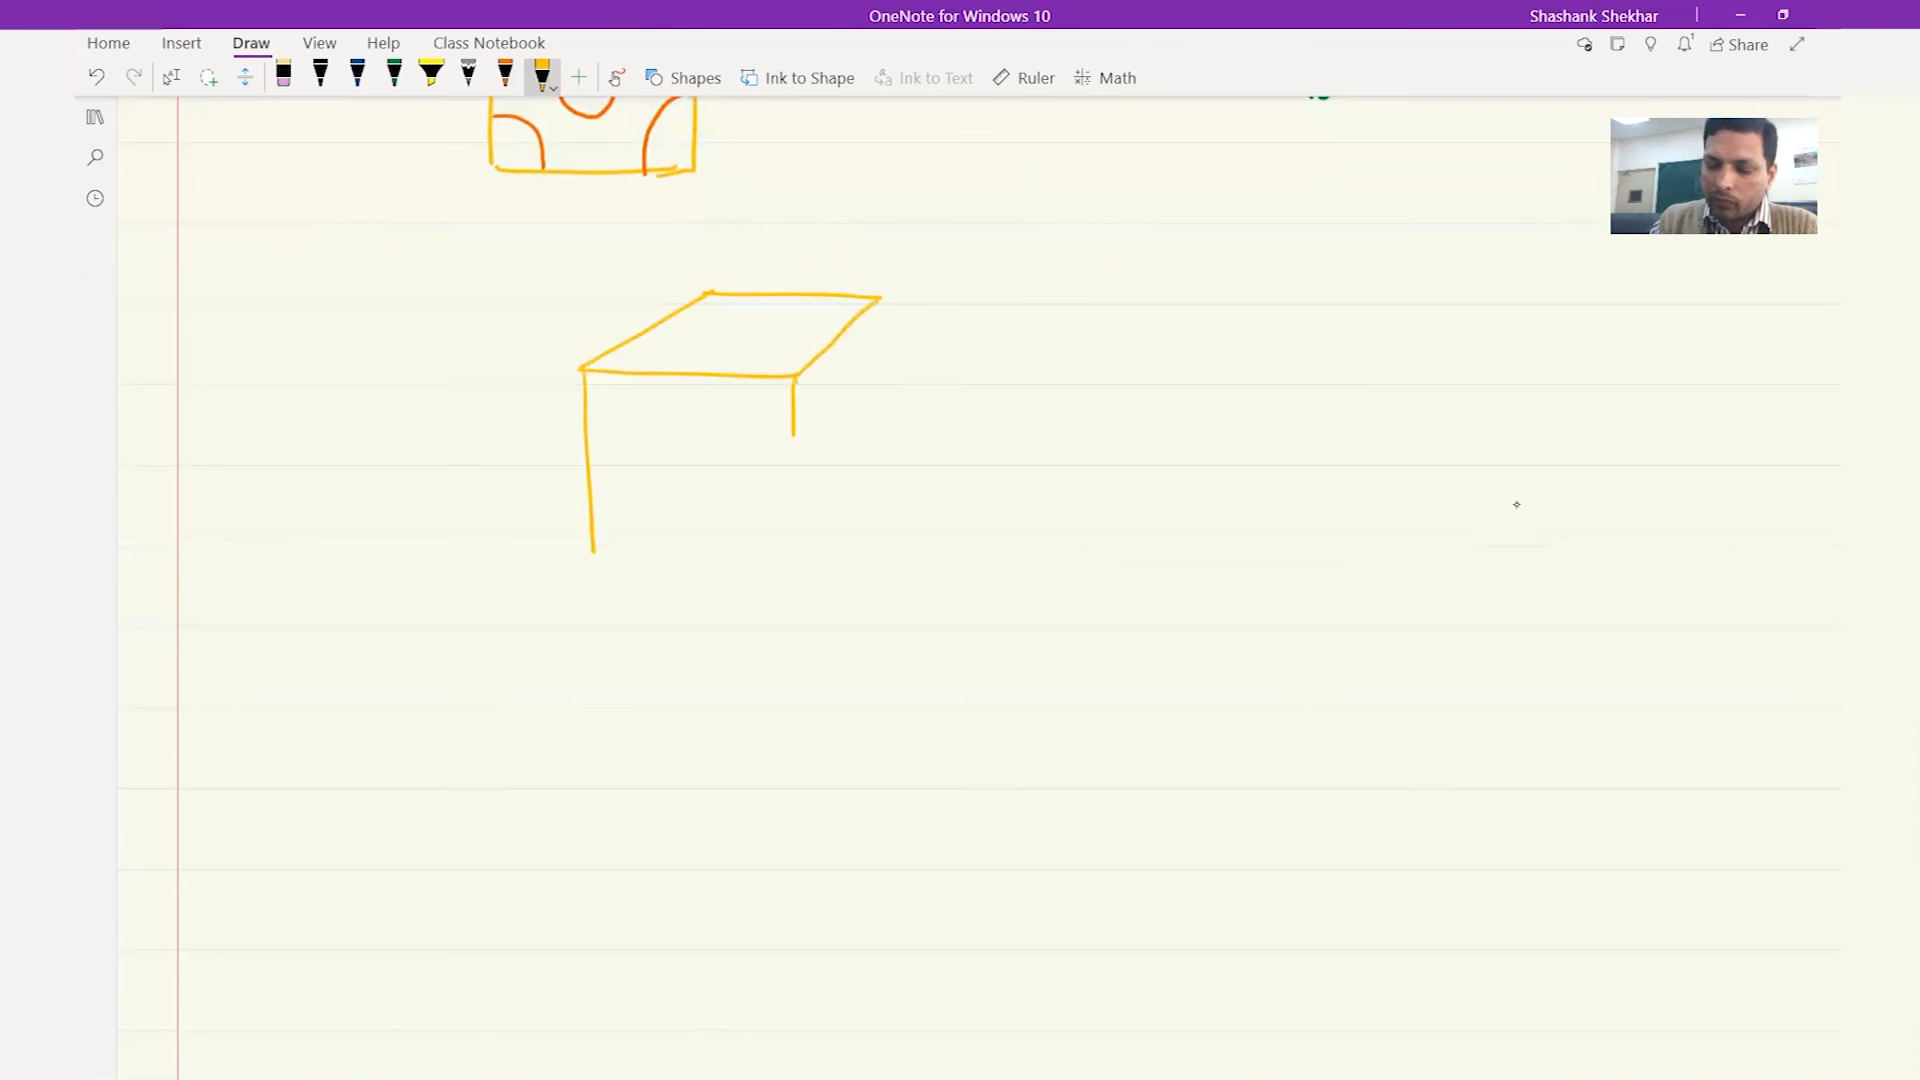 OneNote for Windows 10
Shashank Shekhar
Home Insert Draw View Help Class Notebook
Share
Shapes Ink to Shape Ink to Text Ruler Math